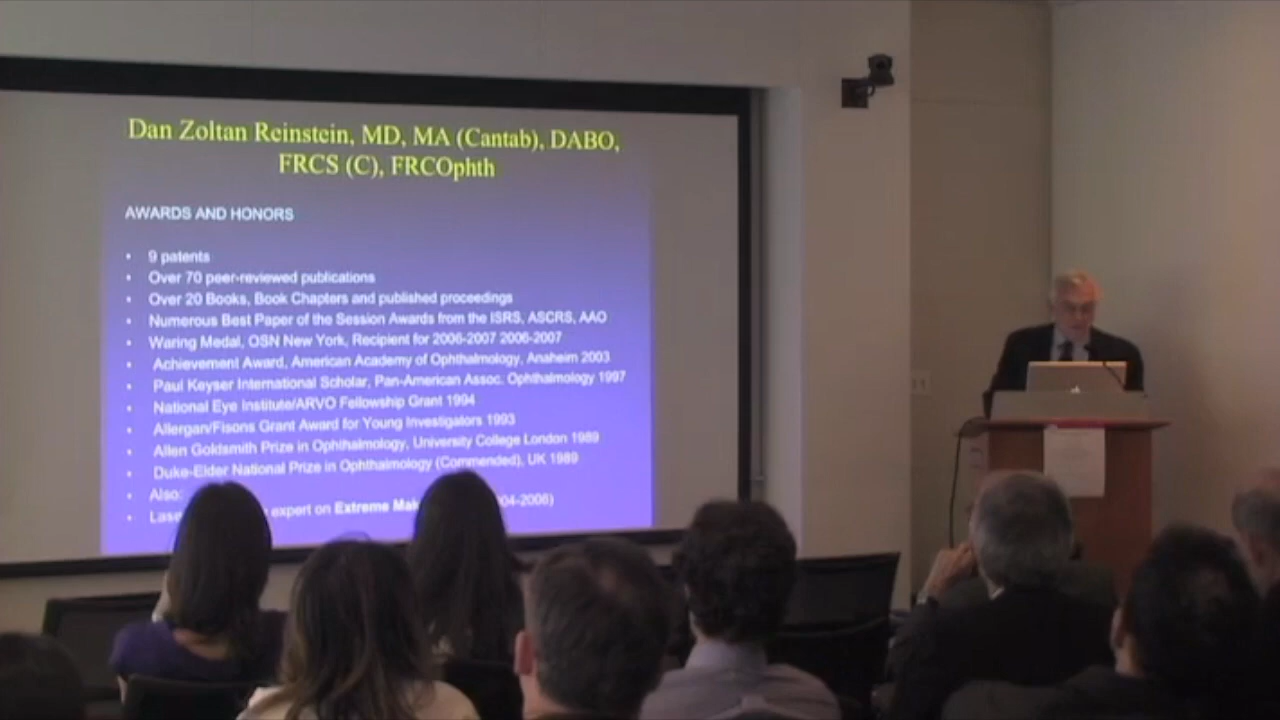 Dan Zoltan Reinstein, MD, MA (Cantab), DABO,
FRCS (C), FRCOphth
AWARDS AND HONORS
• 9 patents
• Over 70 peer-reviewed publications
• Over 20 Books, Book Chapters and published proceedings
• Numerous Best Paper of the Session Awards from the ISRS, ASCRS, AAO
• Waring Medal, OSN New York, Recipient for 2006-2007 2006-2007
• Achievement Award, American Academy of Ophthalmology, Anaheim 2003
• Paul Keyser International Scholar, Pan-American Assoc. Ophthalmology 1997
• National Eye Institute/ARVO Fellowship Grant 1994
• Allergan/Fisons Grant Award for Young Investigators 1993
• Allen Goldsmith Prize in Ophthalmology, University College London 1989
• Duke-Elder National Prize in Ophthalmology (Commended), UK 1989
• Also:
• expert on Extreme